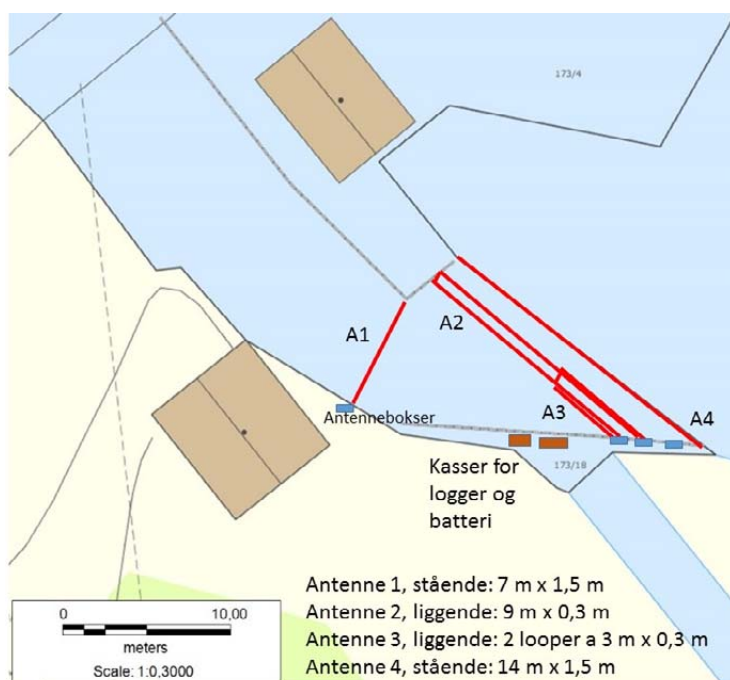 173/4
A1
A2
A3
A4
Antennebokser
Kasser for
logger og
batteri
173/18
Antenne 1, stående: 7 m x 1,5 m
Antenne 2, liggende: 9 m x 0,3 m
Antenne 3, liggende: 2 looper a 3 m x 0,3 m
Antenne 4, stående: 14 m x 1,5 m
0 10,00
meters
Scale: 1:0,3000